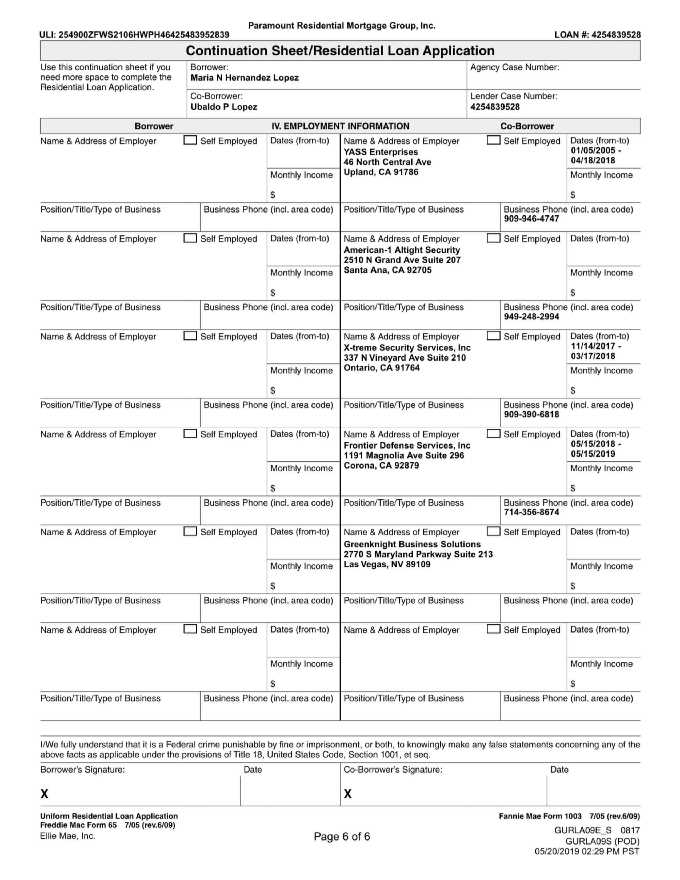 Paramount Residential Mortgage Group, Inc.
ULI: 254900ZFWS2106HWPH46425483952839 LOAN #: 4254839528
Continuation Sheet/Residential Loan Application
Use this continuation sheet if you
need more space to complete the
Residential Loan Application.
Borrower:
Maria N Hernandez Lopez
Agency Case Number:
Co-Borrower:
Ubaldo P Lopez
Lender Case Number:
4254839528
Borrower IV. EMPLOYMENT INFORMATION Co-Borrower
Name & Address of Employer Self Employed Dates (from-to)
Monthly Income
$
Name & Address of Employer Self Employed Dates (from-to)
YASS Enterprises
46 North Central Ave
Upland, CA 91786
01/05/2005 -
04/18/2018
Monthly Income
$
Position/Title/Type of Business Business Phone (incl. area code)
Position/Title/Type of Business Business Phone (incl. area code)
909-946-4747
Name & Address of Employer Self Employed Dates (from-to)
Monthly Income
$
Name & Address of Employer Self Employed Dates (from-to)
American-1 Altight Security
2510 N Grand Ave Suite 207
Santa Ana, CA 92705
Monthly Income
$
Position/Title/Type of Business Business Phone (incl. area code)
Position/Title/Type of Business Business Phone (incl. area code)
949-248-2994
Name & Address of Employer Self Employed Dates (from-to)
Monthly Income
$
Name & Address of Employer Self Employed Dates (from-to)
X-treme Security Services, Inc
337 N Vineyard Ave Suite 210
Ontario, CA 91764
11/14/2017 -
03/17/2018
Monthly Income
$
Position/Title/Type of Business Business Phone (incl. area code)
Position/Title/Type of Business Business Phone (incl. area code)
909-390-6818
Name & Address of Employer Self Employed Dates (from-to)
Monthly Income
$
Name & Address of Employer Self Employed Dates (from-to)
Frontier Defense Services, Inc
1191 Magnolia Ave Suite 296
Corona, CA 92879
05/15/2018 -
05/15/2019
Monthly Income
$
Position/Title/Type of Business Business Phone (incl. area code)
Position/Title/Type of Business Business Phone (incl. area code)
714-356-8674
Name & Address of Employer Self Employed Dates (from-to)
Monthly Income
$
Name & Address of Employer Self Employed Dates (from-to)
Greenknight Business Solutions
2770 S Maryland Parkway Suite 213
Las Vegas, NV 89109
Monthly Income
$
Position/Title/Type of Business Business Phone (incl. area code)
Position/Title/Type of Business Business Phone (incl. area code)
Name & Address of Employer Self Employed Dates (from-to)
Monthly Income
$
Name & Address of Employer Self Employed Dates (from-to)
Monthly Income
$
Position/Title/Type of Business Business Phone (incl. area code)
Position/Title/Type of Business Business Phone (incl. area code)
I/We fully understand that it is a Federal crime punishable by fine or imprisonment, or both, to knowingly make any false statements concerning any of the
above facts as applicable under the provisions of Title 18, United States Code, Section 1001, et seq.
Borrower's Signature: Date Co-Borrower's Signature: Date
X X
Uniform Residential Loan Application
Freddie Mac Form 65 7/05 (rev.6/09)
Ellie Mae, Inc.
Page 6 of 6
Fannie Mae Form 1003 7/05 (rev.6/09)
GURLA09E_S 0817
GURLA09S (POD)
05/20/2019 02:29 PM PST